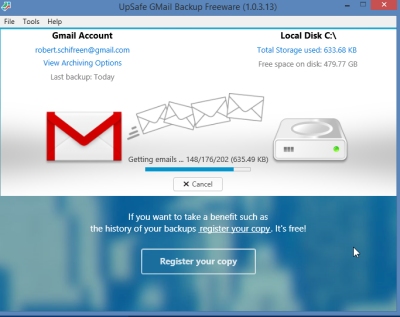 UpSafe GMail Backup Freeware (1.0.3.13)
File Tools Help
Gmail Account
robert.schifreen@gmail.com
View Archiving Options
Last backup: Today
Local Disk C:\
Total Storage used: 633.68 KB
Free space on disk: 479.77 GB
Getting emails ... 148/176/202 (635.49 KB)
Cancel
If you want to take a benefit such as
the history of your backups register your copy. It's free!
Register your copy